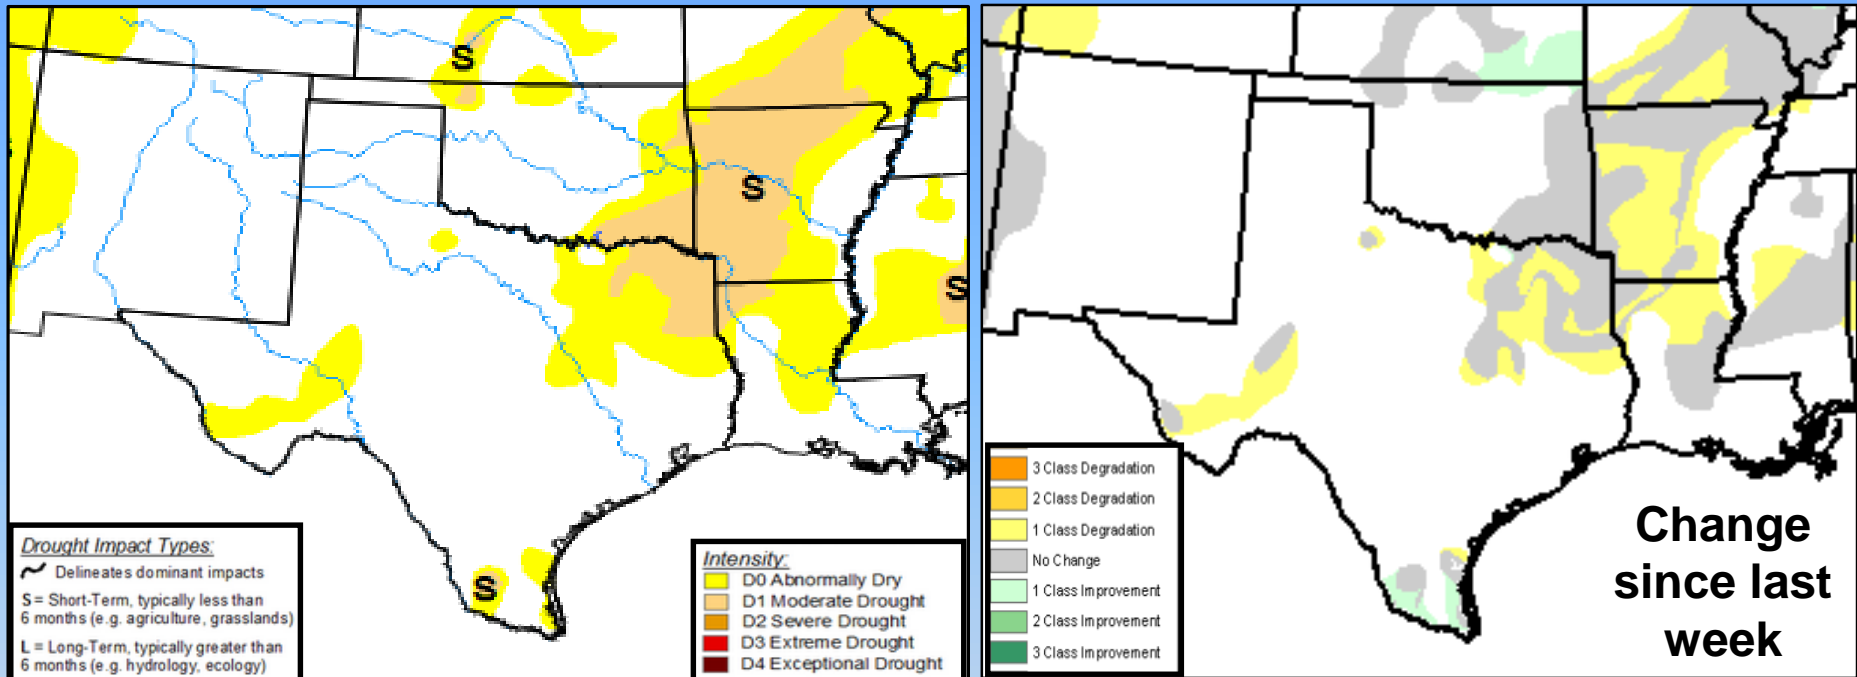 S
S
S
S
Drought Impact Types:
Delineates dominant impacts
S = Short-Term, typically less than
6 months (e.g. agriculture, grasslands)
L = Long-Term, typically greater than
6 months (e.g. hydrology, ecology)
Intensity:
D0 Abnormally Dry
D1 Moderate Drought
D2 Severe Drought
D3 Extreme Drought
D4 Exceptional Drought
3 Class Degradation
2 Class Degradation
1 Class Degradation
No Change
1 Class Improvement
2 Class Improvement
3 Class Improvement
Change
since last
week